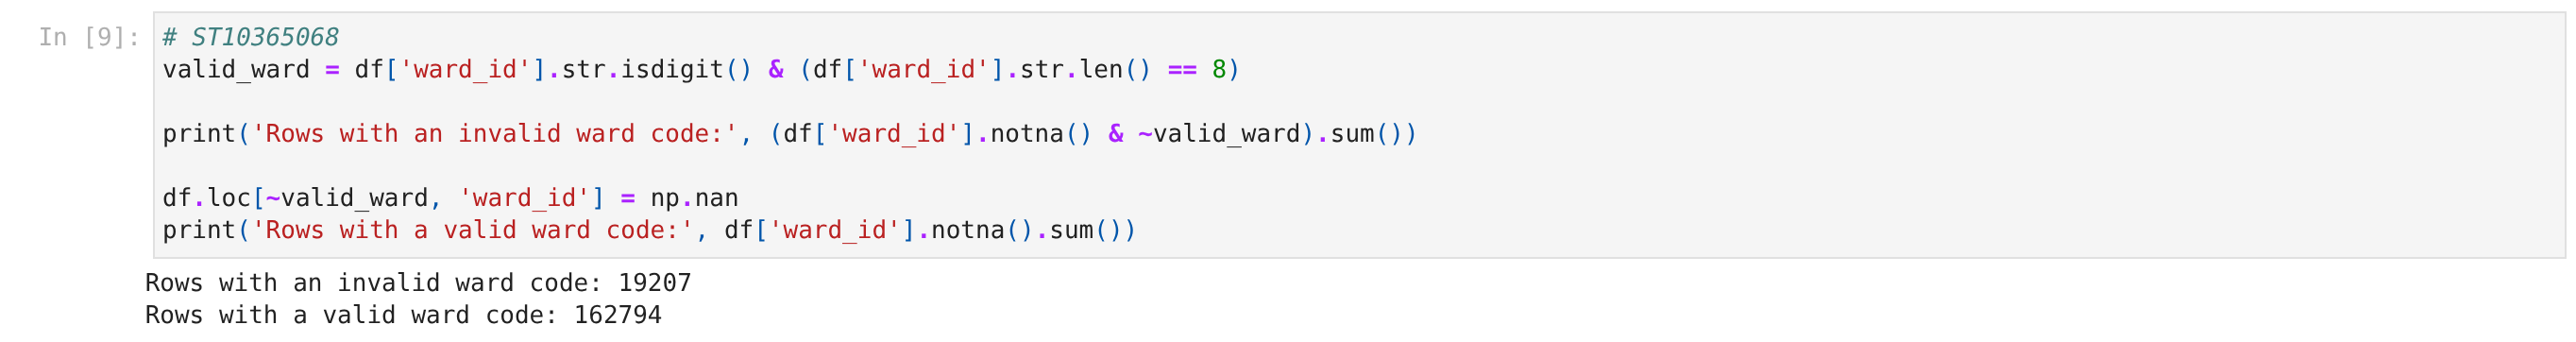 In [9]:
# ST10365068
valid_ward = df['ward_id'].str.isdigit() & (df['ward_id'].str.len() == 8)
print('Rows with an invalid ward code:', (df['ward_id'].notna() & ~valid_ward).sum())
df.loc[~valid_ward, 'ward_id'] = np.nan
print('Rows with a valid ward code:', df['ward_id'].notna().sum())
Rows with an invalid ward code: 19207
Rows with a valid ward code: 162794